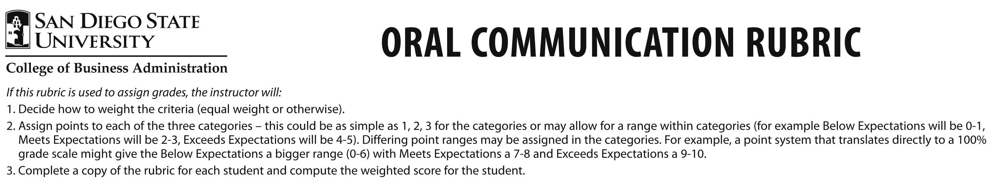 SAN DIEGO STATE
UNIVERSITY
College of Business Administration
ORAL COMMUNICATION RUBRIC
If this rubric is used to assign grades, the instructor will:
1. Decide how to weight the criteria (equal weight or otherwise).
2. Assign points to each of the three categories – this could be as simple as 1, 2, 3 for the categories or may allow for a range within categories (for example Below Expectations will be 0-1,
Meets Expectations will be 2-3, Exceeds Expectations will be 4-5). Differing point ranges may be assigned in the categories. For example, a point system that translates directly to a 100%
grade scale might give the Below Expectations a bigger range (0-6) with Meets Expectations a 7-8 and Exceeds Expectations a 9-10.
3. Complete a copy of the rubric for each student and compute the weighted score for the student.